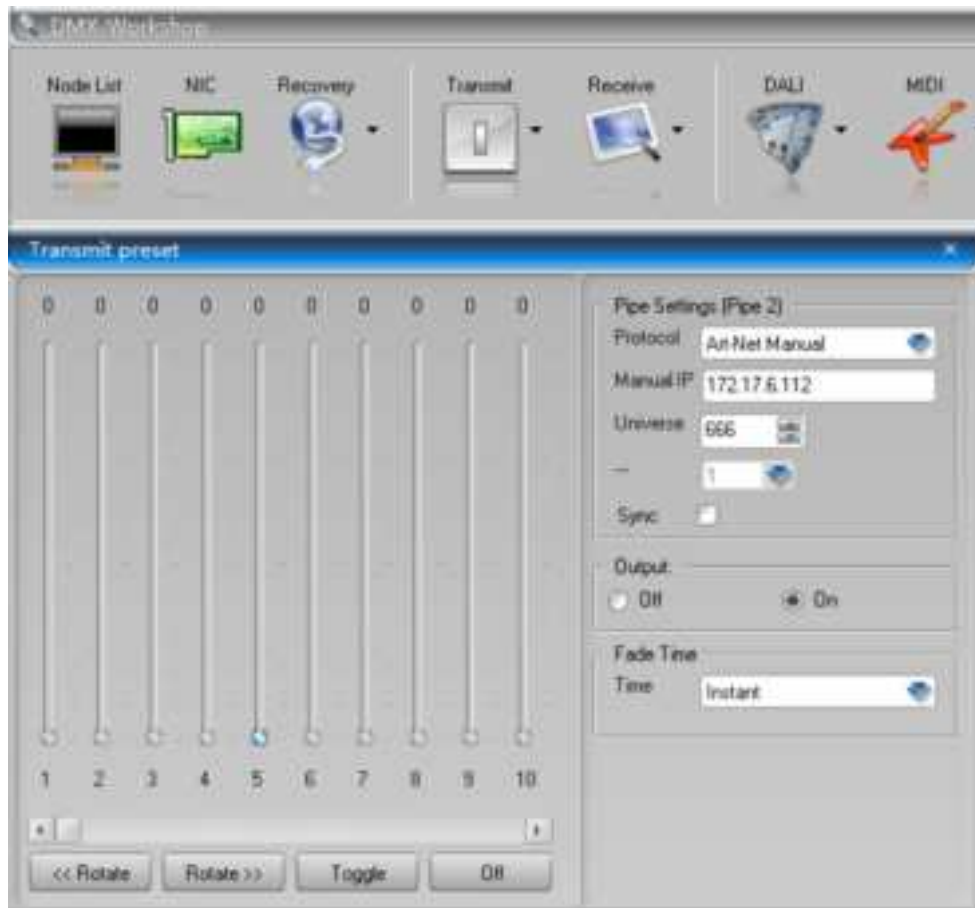 DMX-Workshop
Node List NIC Recovery Transmit Receive DALI MIDI
Transmit preset
0 0 0 0 0 0 0 0 0 0
1 2 3 4 5 6 7 8 9 10
<< Rotate Rotate >> Toggle Off
Pipe Settings (Pipe 2)
Protocol Art-Net Manual
Manual IP 172.17.6.112
Universe 666
--- 1
Sync
Output
Off On
Fade Time
Time Instant